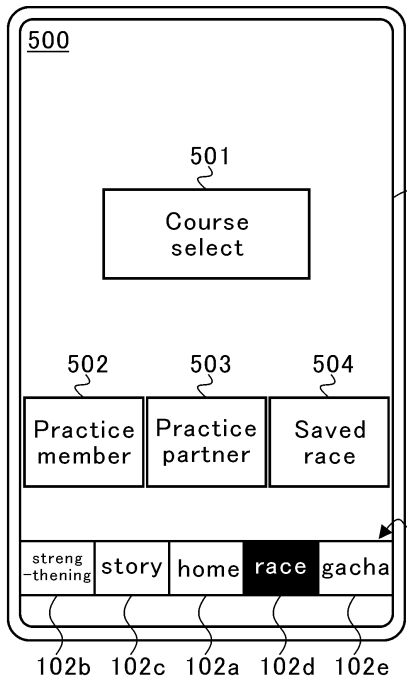 500
501
Course
select
502 503 504
Practice
member
Practice
partner
Saved
race
streng
-thening
story
home
race
gacha
102b 102c 102a 102d 102e